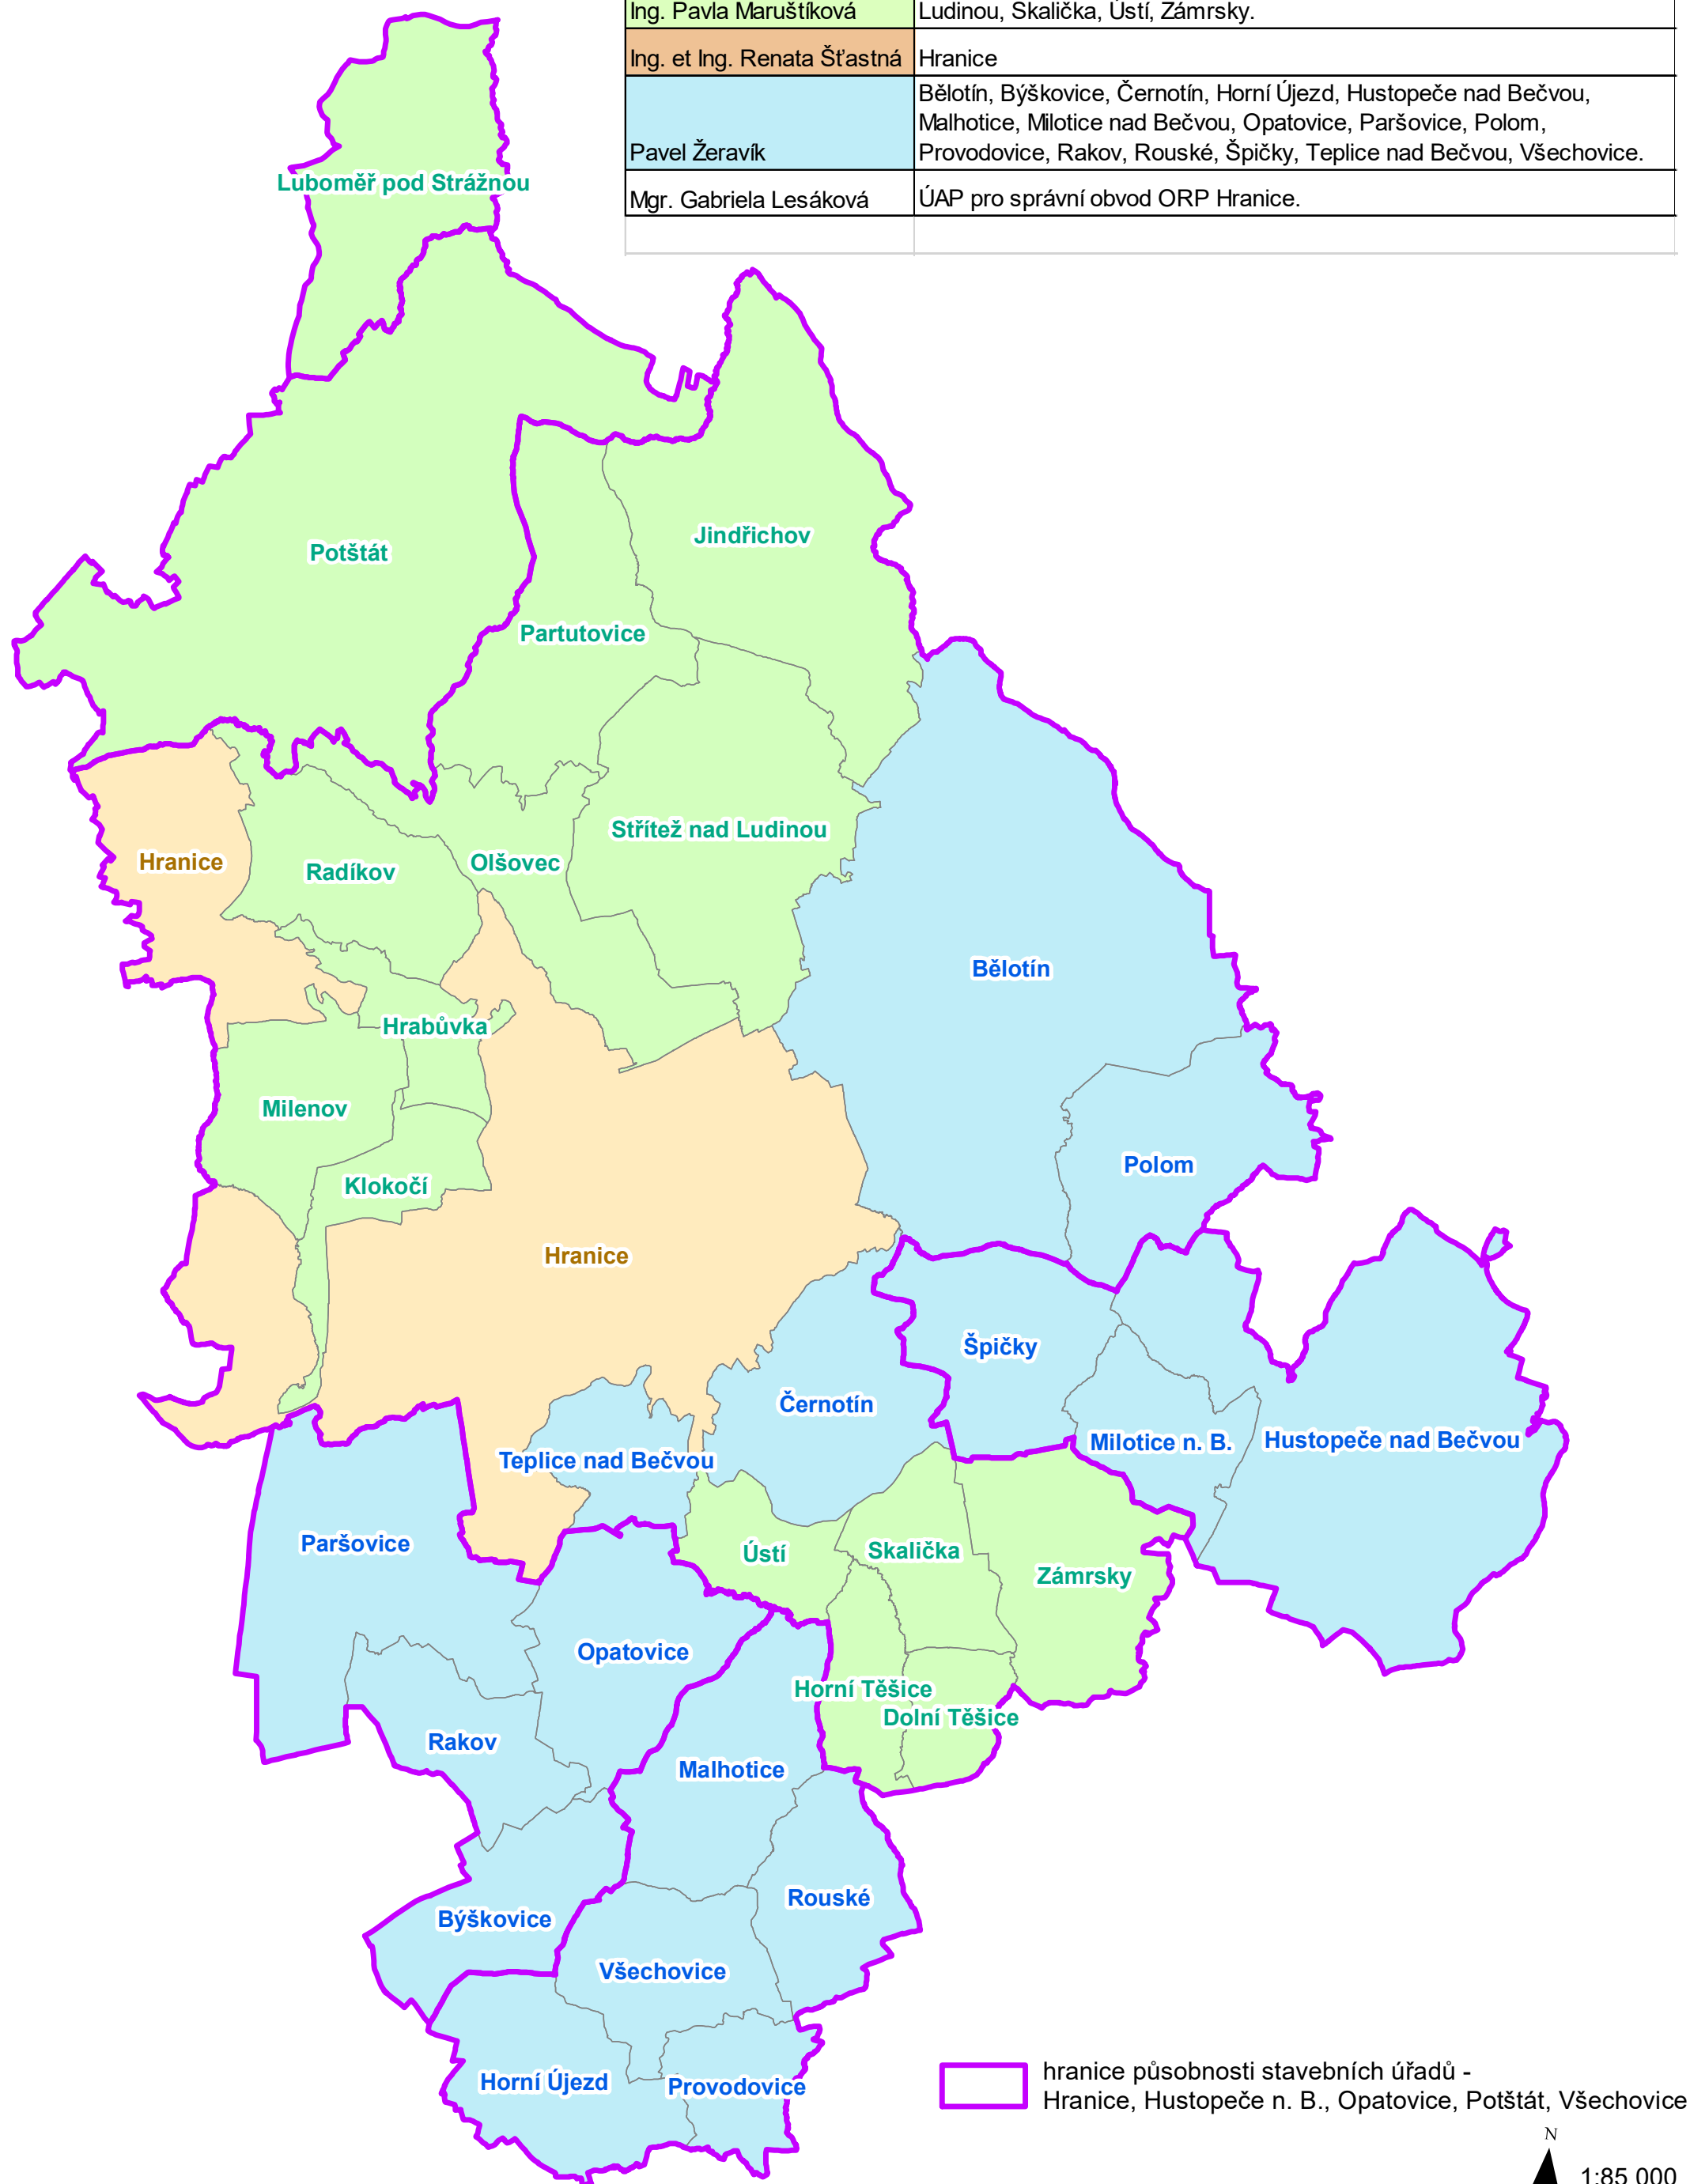 Ing. Pavla Maruštíková
Ludinou, Skalička, Ústí, Zámrsky.
Ing. et Ing. Renata Šťastná
Hranice
Pavel Žeravík
Bělotín, Býškovice, Černotín, Horní Újezd, Hustopeče nad Bečvou,
Malhotice, Milotice nad Bečvou, Opatovice, Paršovice, Polom,
Provodovice, Rakov, Rouské, Špičky, Teplice nad Bečvou, Všechovice.
Mgr. Gabriela Lesáková
ÚAP pro správní obvod ORP Hranice.
Luboměř pod Strážnou
Jindřichov
Potštát
Partutovice
Střítež nad Ludinou
Hranice
Olšovec
Radíkov
Bělotín
Hrabůvka
Milenov
Polom
Klokočí
Hranice
Špičky
Černotín
Milotice n. B.
Hustopeče nad Bečvou
Teplice nad Bečvou
Paršovice
Ústí
Skalička
Zámrsky
Opatovice
Horní Těšice
Dolní Těšice
Rakov
Malhotice
Rouské
Býškovice
Všechovice
Horní Újezd
Provodovice
hranice působnosti stavebních úřadů -
Hranice, Hustopeče n. B., Opatovice, Potštát, Všechovice
N
1:85 000